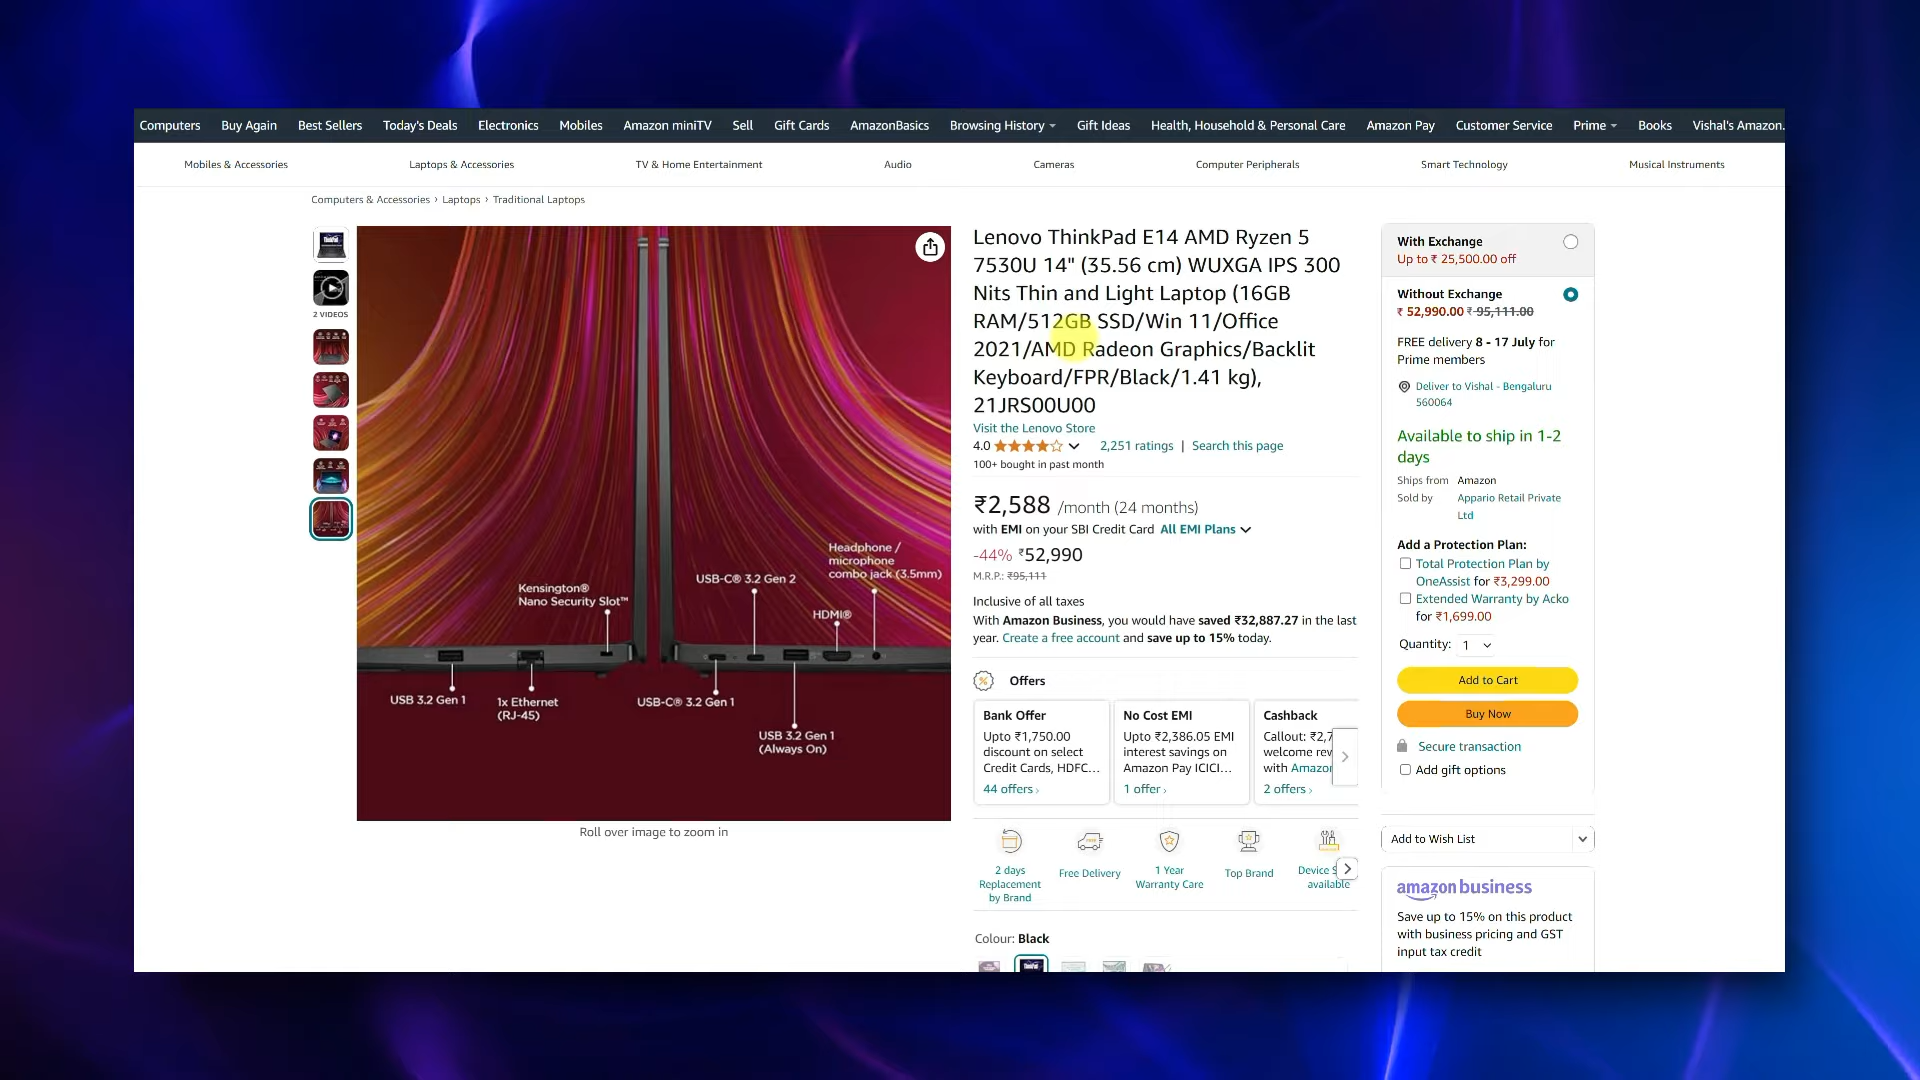 Computers Buy Again Best Sellers Today's Deals Electronics Mobiles Amazon miniTV Sell Gift Cards AmazonBasics Browsing History Gift Ideas Health, Household & Personal Care Amazon Pay Customer Service Prime Books Vishal's Amazon.
Mobiles & Accessories Laptops & Accessories TV & Home Entertainment Audio Cameras Computer Peripherals Smart Technology Musical Instruments
Computers & Accessories › Laptops › Traditional Laptops
2 VIDEOS
Headphone /
microphone
combo jack (3.5mm)
USB-C® 3.2 Gen 2
Kensington®
Nano Security Slot™
HDMI®
USB 3.2 Gen 1
1x Ethernet
(RJ-45)
USB-C® 3.2 Gen 1
USB 3.2 Gen 1
(Always On)
Roll over image to zoom in
Lenovo ThinkPad E14 AMD Ryzen 5
7530U 14" (35.56 cm) WUXGA IPS 300
Nits Thin and Light Laptop (16GB
RAM/512GB SSD/Win 11/Office
2021/AMD Radeon Graphics/Backlit
Keyboard/FPR/Black/1.41 kg),
21JRS00U00
Visit the Lenovo Store
4.0 2,251 ratings | Search this page
100+ bought in past month
₹2,588 /month (24 months)
with EMI on your SBI Credit Card All EMI Plans
-44% ₹52,990
M.R.P.: ₹95,111
Inclusive of all taxes
With Amazon Business, you would have saved ₹32,887.27 in the last
year. Create a free account and save up to 15% today.
Offers
Bank Offer
Upto ₹1,750.00
discount on select
Credit Cards, HDFC...
44 offers ›
No Cost EMI
Upto ₹2,386.05 EMI
interest savings on
Amazon Pay ICICI...
1 offer ›
Cashback
Callout: ₹2,7
welcome rev
with Amazon
2 offers ›
2 days
Replacement
by Brand
Free Delivery
1 Year
Warranty Care
Top Brand
Device S
available
Colour: Black
ThinkPad
With Exchange
Up to ₹ 25,500.00 off
Without Exchange
₹ 52,990.00 ₹ 95,111.00
FREE delivery 8 - 17 July for
Prime members
Deliver to Vishal - Bengaluru
560064
Available to ship in 1-2
days
Ships from Amazon
Sold by Appario Retail Private
Ltd
Add a Protection Plan:
Total Protection Plan by
OneAssist for ₹3,299.00
Extended Warranty by Acko
for ₹1,699.00
Quantity: 1
Add to Cart
Buy Now
Secure transaction
Add gift options
Add to Wish List
amazon business
Save up to 15% on this product
with business pricing and GST
input tax credit